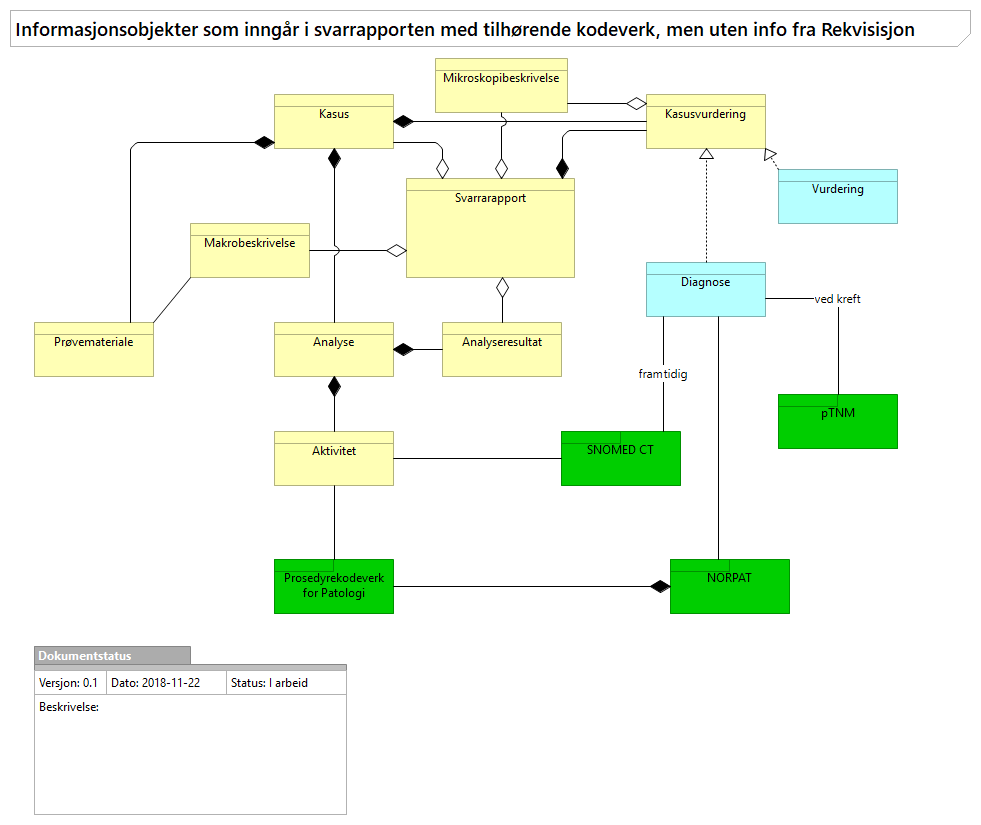 Informasjonsobjekter som inngår i svarrapporten med tilhørende kodeverk, men uten info fra Rekvisisjon
Mikroskopibeskrivelse
Kasus
Kasusvurdering
Vurdering
Svarrarapport
Makrobeskrivelse
Diagnose
ved kreft
Prøvemateriale
Analyse
Analyseresultat
framtidig
pTNM
Aktivitet
SNOMED CT
Prosedyrekodeverk
for Patologi
NORPAT
Dokumentstatus
Versjon: 0.1 Dato: 2018-11-22 Status: I arbeid
Beskrivelse: